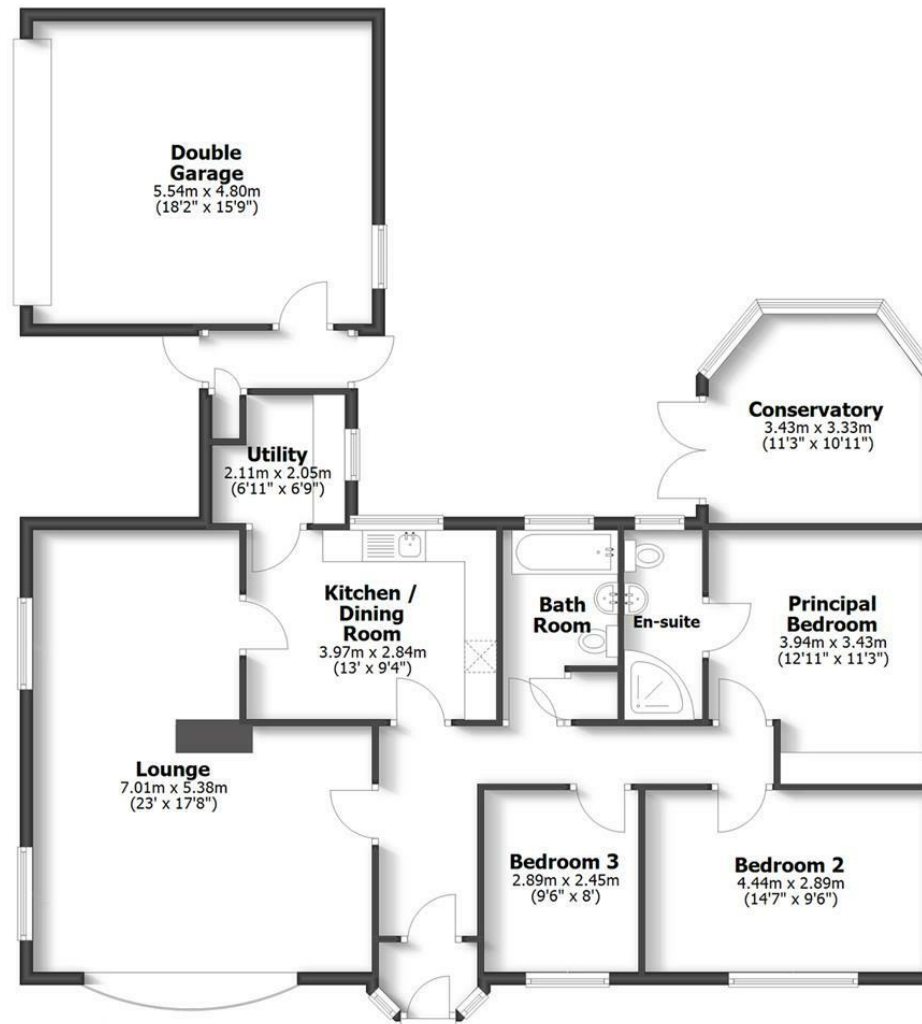 Double
Garage
5.54m x 4.80m
(18'2" x 15'9")
Conservatory
3.43m x 3.33m
(11'3" x 10'11")
Utility
2.11m x 2.05m
(6'11" x 6'9")
Kitchen /
Dining
Room
3.97m x 2.84m
(13' x 9'4")
Bath
Room
En-suite
Principal
Bedroom
3.94m x 3.43m
(12'11" x 11'3")
Lounge
7.01m x 5.38m
(23' x 17'8")
Bedroom 3
2.89m x 2.45m
(9'6" x 8')
Bedroom 2
4.44m x 2.89m
(14'7" x 9'6")